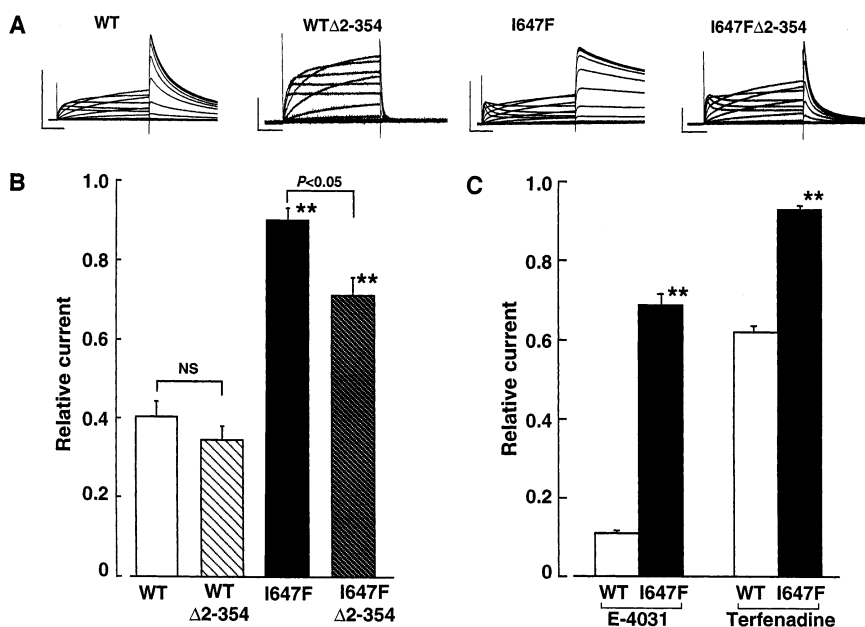 A
WT
WTΔ2-354
I647F
I647FΔ2-354
B
Relative current
1.0
0.8
0.6
0.4
0.2
0
NS
P<0.05
**
**
WT
WT
Δ2-354
I647F
I647F
Δ2-354
C
Relative current
1.0
0.8
0.6
0.4
0.2
0
**
**
WT I647F
E-4031
WT I647F
Terfenadine